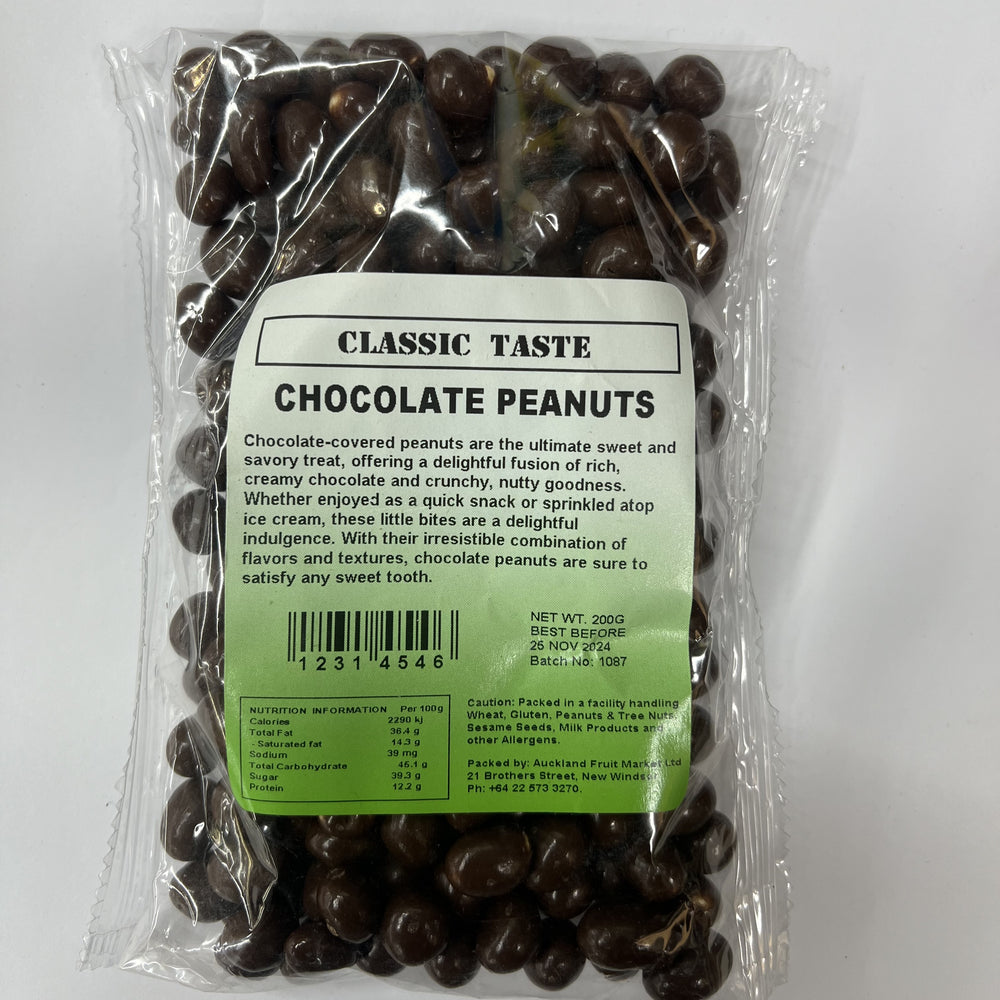 CLASSIC TASTE
CHOCOLATE PEANUTS
Chocolate-covered peanuts are the ultimate sweet and
savory treat, offering a delightful fusion of rich,
creamy chocolate and crunchy, nutty goodness.
Whether enjoyed as a quick snack or sprinkled atop
ice cream, these little bites are a delightful
indulgence. With their irresistible combination of
flavors and textures, chocolate peanuts are sure to
satisfy any sweet tooth.
1231 4546
NET WT. 200G
BEST BEFORE
25 NOV 2024
Batch No: 1087
NUTRITION INFORMATION Per 100g
Calories 2290 kj
Total Fat 36.4 g
- Saturated fat 14.3 g
Sodium 39 mg
Total Carbohydrate 45.1 g
Sugar 39.3 g
Protein 12.2 g
Caution: Packed in a facility handling
Wheat, Gluten, Peanuts & Tree Nuts,
Sesame Seeds, Milk Products and
other Allergens.
Packed by: Auckland Fruit Market Ltd
21 Brothers Street, New Windsor
Ph: +64 22 573 3270.